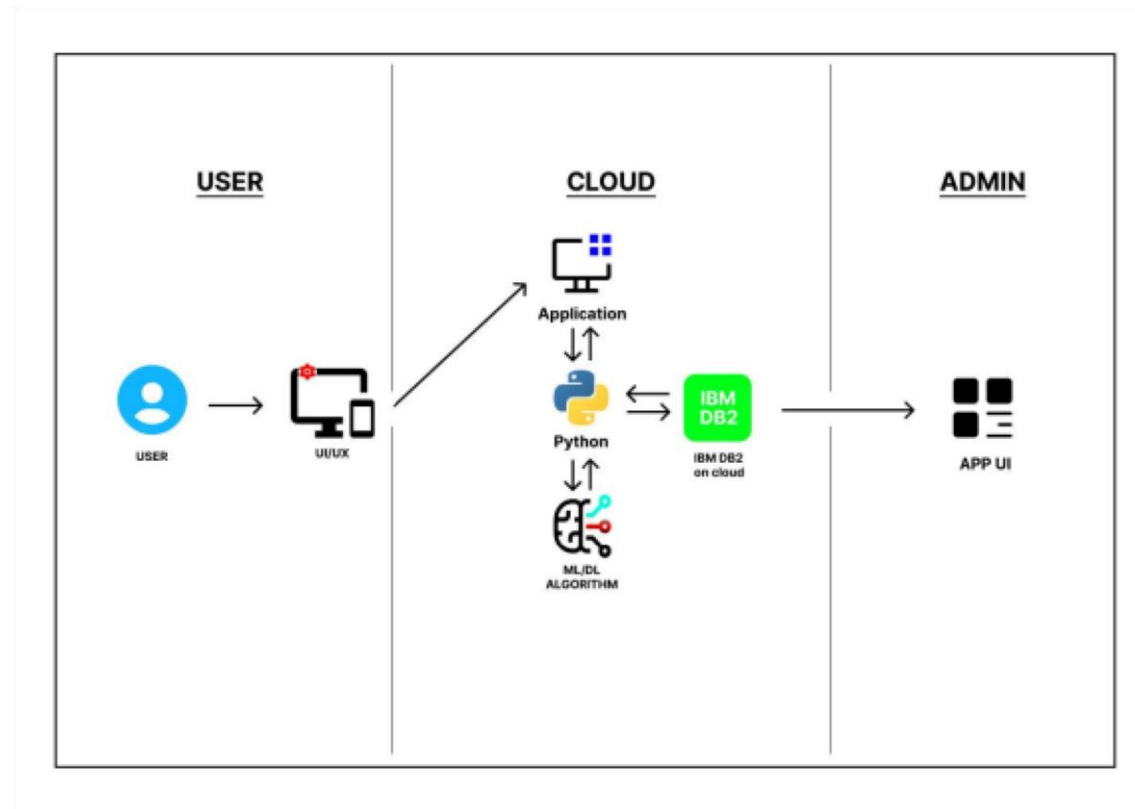 USER
CLOUD
ADMIN
Application
USER
UI/UX
Python
IBM
DB2
IBM DB2
on cloud
APP UI
ML/DL
ALGORITHM